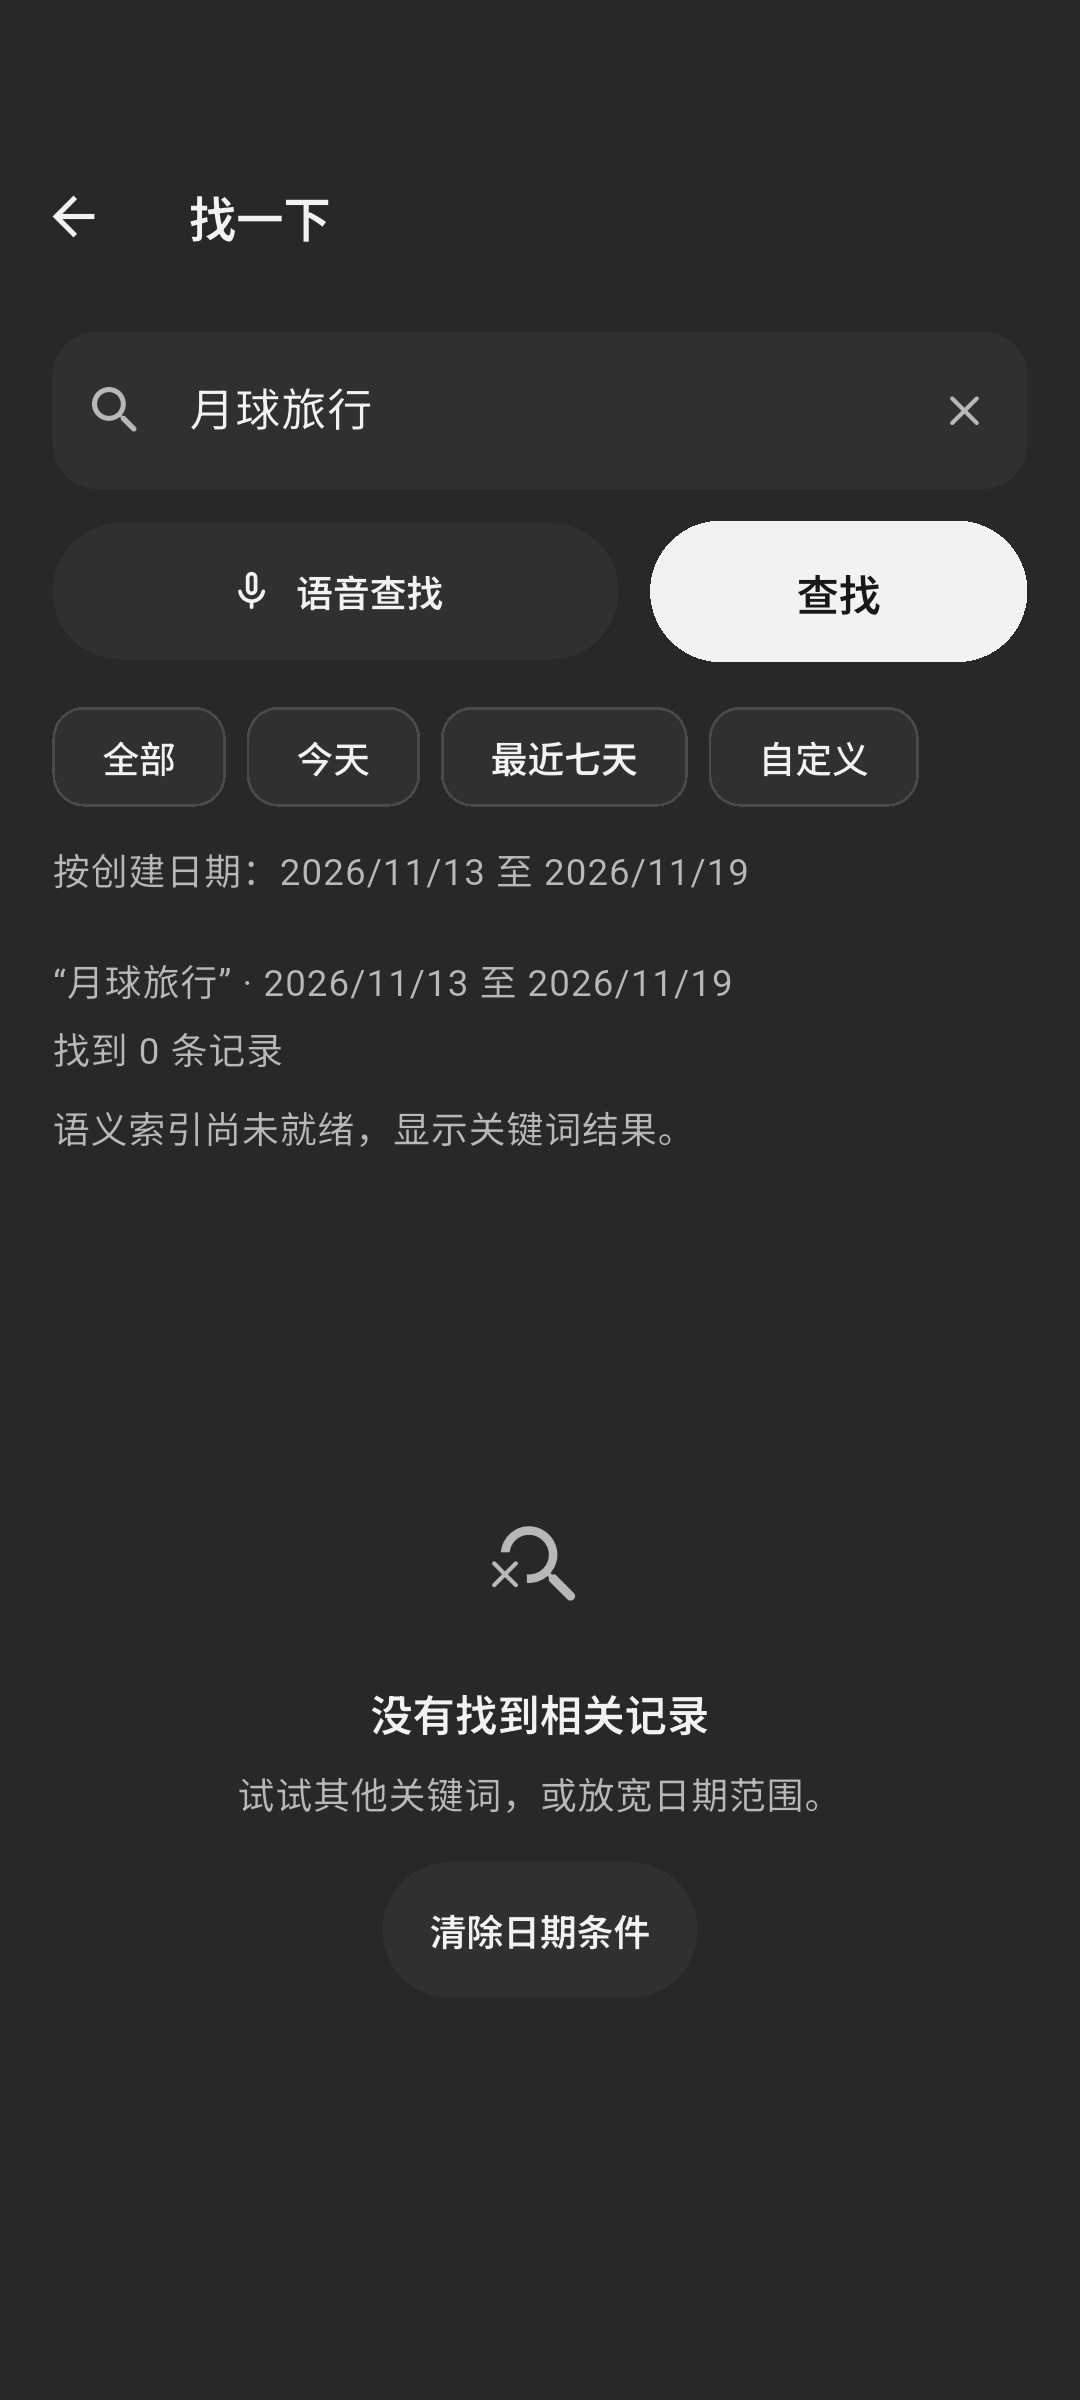 找一下
月球旅行
语音查找
查找
全部 今天 最近七天 自定义
按创建日期：2026/11/13 至 2026/11/19
“月球旅行” · 2026/11/13 至 2026/11/19
找到 0 条记录
语义索引尚未就绪，显示关键词结果。
没有找到相关记录
试试其他关键词，或放宽日期范围。
清除日期条件